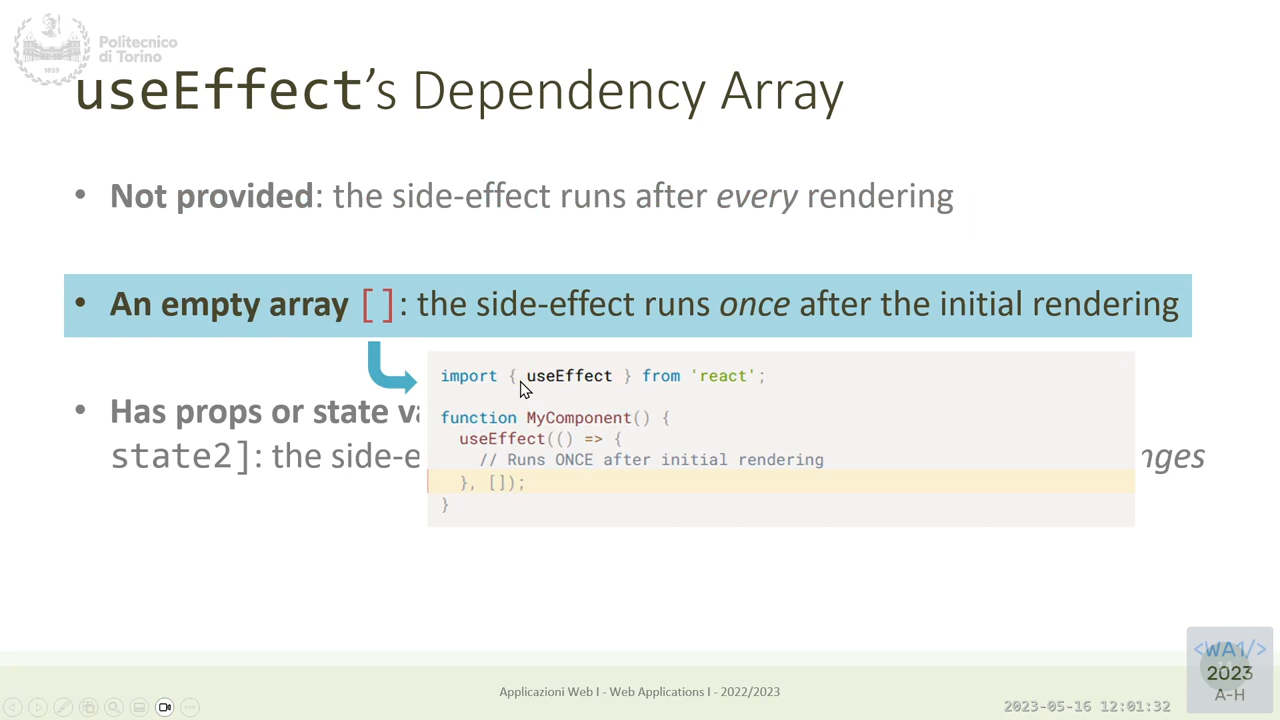 Politecnico
di Torino
1859
useEffect's Dependency Array
• Not provided: the side-effect runs after every rendering
• An empty array []: the side-effect runs once after the initial rendering
import { useEffect } from 'react';
function MyComponent() {
useEffect(() => {
// Runs ONCE after initial rendering
}, []);
}
• Has props or state
state2]: the side-
Applicazioni Web I - Web Applications I - 2022/2023
2023-05-16 12:01:32
<WA1/>
2023
A-H